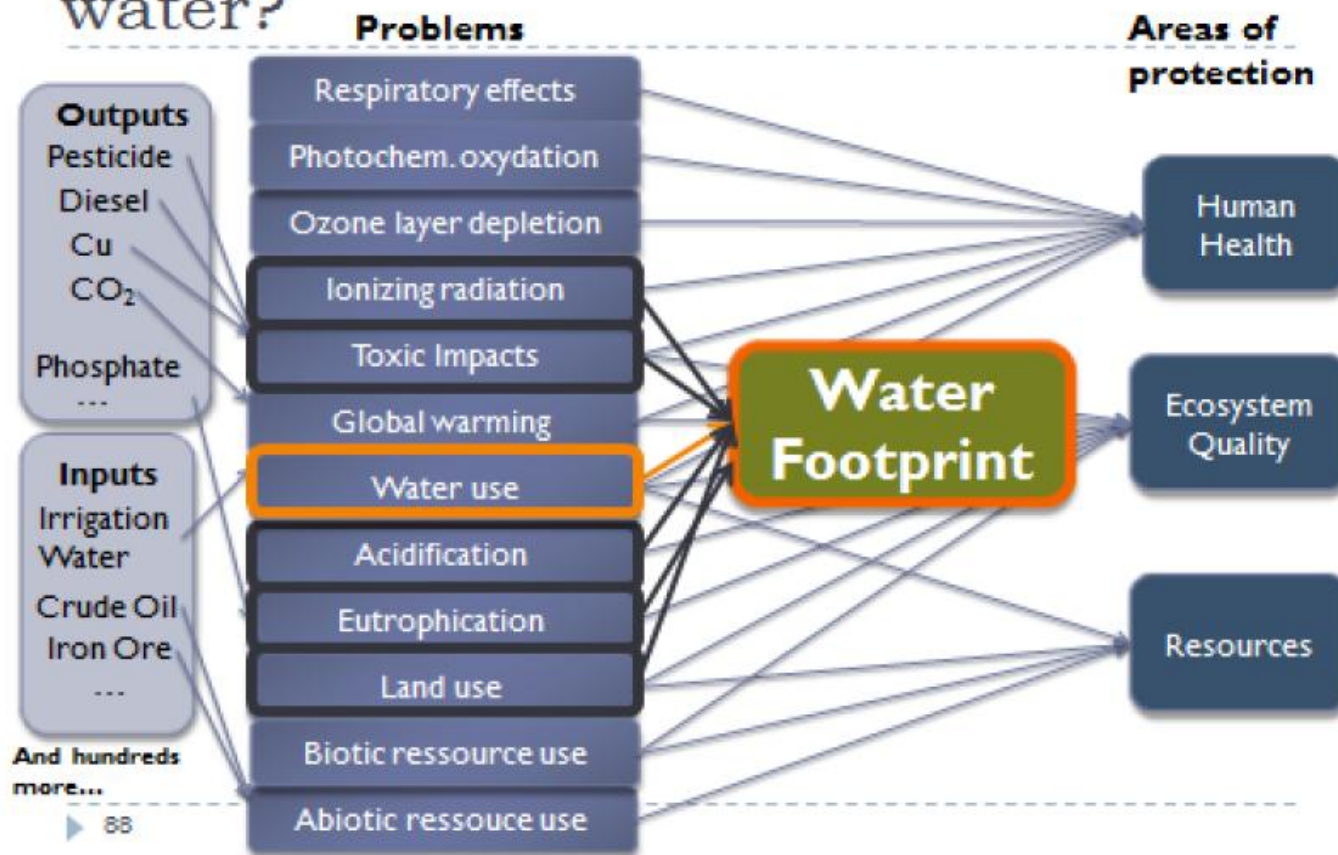 water?
Problems
Areas of
protection
Outputs
Pesticide
Diesel
Cu
CO₂
Phosphate
...
Inputs
Irrigation
Water
Crude Oil
Iron Ore
...
And hundreds
more...
88
Respiratory effects
Photochem. oxydation
Ozone layer depletion
Ionizing radiation
Toxic Impacts
Global warming
Water use
Acidification
Eutrophication
Land use
Biotic ressource use
Abiotic ressouce use
Water
Footprint
Human
Health
Ecosystem
Quality
Resources